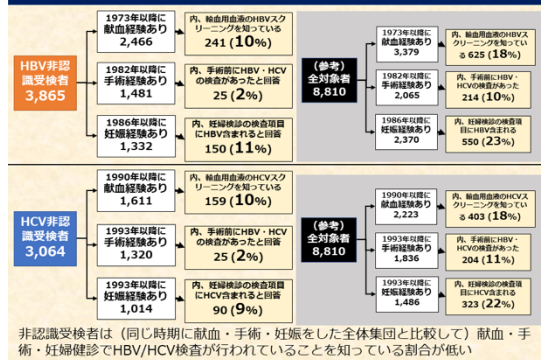 HBV非認
識受検者
3,865
1973年以降に
献血経験あり
2,466
内、輸血用血液のHBVスク
リーニングを知っている
241 (10%)
1982年以降に
手術経験あり
1,481
内、手術前にHBV・HCV
の検査があったと回答
25 (2%)
1986年以降に
妊娠経験あり
1,332
内、妊婦検診の検査項目
にHBV含まれると回答
150 (11%)
（参考）
全対象者
8,810
1973年以降に
献血経験あり
3,379
内、輸血用血液のHBVス
クリーニングを知ってい
る 625 (18%)
1982年以降に
手術経験あり
2,065
内、手術前にHBV・
HCVの検査があった
214 (10%)
1986年以降に
妊娠経験あり
2,370
内、妊婦検診の検査項
目にHBV含まれる
550 (23%)
HCV非認
識受検者
3,064
1990年以降に
献血経験あり
1,611
内、輸血用血液のHCVスク
リーニングを知っている
159 (10%)
1993年以降に
手術経験あり
1,320
内、手術前にHBV・HCV
の検査があったと回答
25 (2%)
1993年以降に
妊娠経験あり
1,014
内、妊婦検診の検査項目
にHCV含まれると回答
90 (9%)
（参考）
全対象者
8,810
1990年以降に
献血経験あり
2,223
内、輸血用血液のHCVス
クリーニングを知ってい
る 403 (18%)
1993年以降に
手術経験あり
1,836
内、手術前にHBV・
HCVの検査があった
204 (11%)
1993年以降に
妊娠経験あり
1,486
内、妊婦検診の検査項
目にHCV含まれる
323 (22%)
非認識受検者は（同じ時期に献血・手術・妊娠をした全体集団と比較して）献血・手
術・妊婦健診でHBV/HCV検査が行われていることを知っている割合が低い